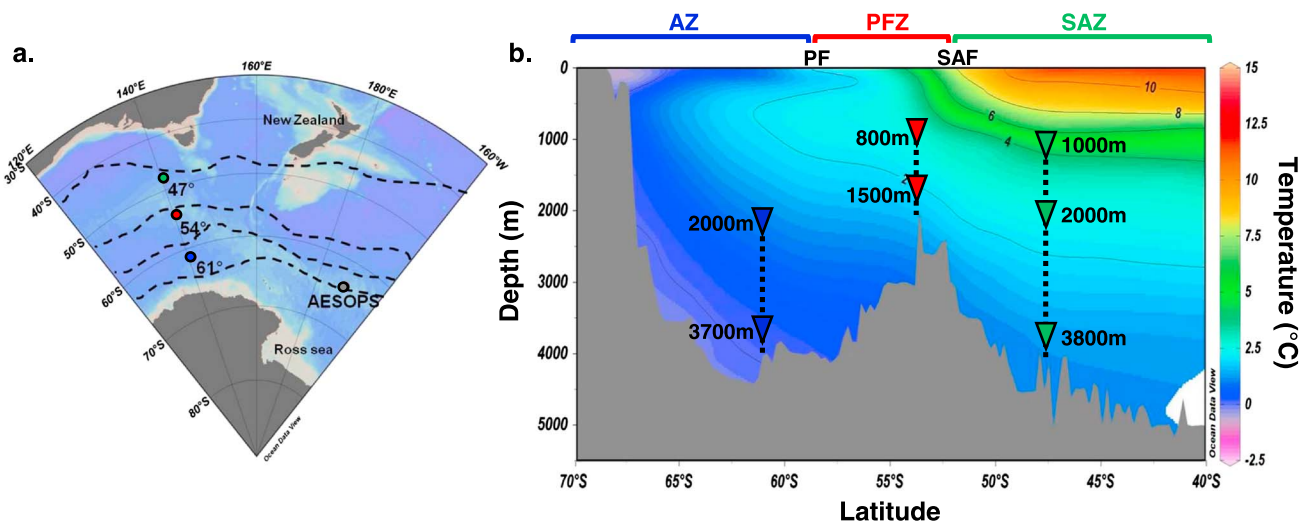 a.
160°E
140°E
180°E
120°E
160°W
30°S
New Zealand
40°S
47°
50°S
54°
61°
60°S
AESOPS
70°S
Ross sea
80°S
Ocean Data View
AZ
PFZ
SAZ
b.
PF
SAF
0
1000
2000
3000
4000
5000
Depth (m)
10
8
6
4
2
800m
1500m
1000m
2000m
3800m
2000m
3700m
Ocean Data View
70°S
65°S
60°S
55°S
50°S
45°S
40°S
Latitude
15
12.5
10
7.5
5
2.5
0
-2.5
Temperature (°C)